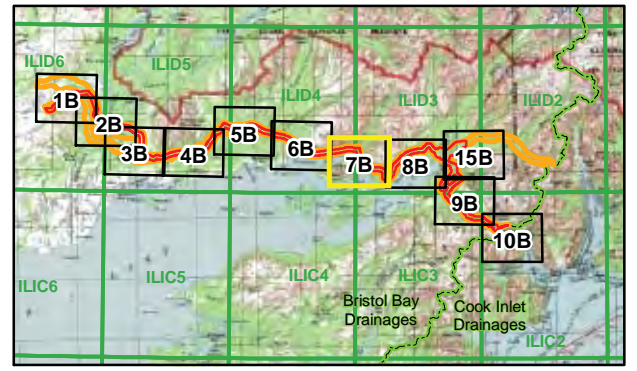 ILID6
ILID5
ILID4
ILID3
ILID2
1B
2B
3B
4B
5B
6B
7B
8B
15B
9B
10B
ILIC6
ILIC5
ILIC4
ILIC3
ILIC2
Bristol Bay
Drainages
Cook Inlet
Drainages